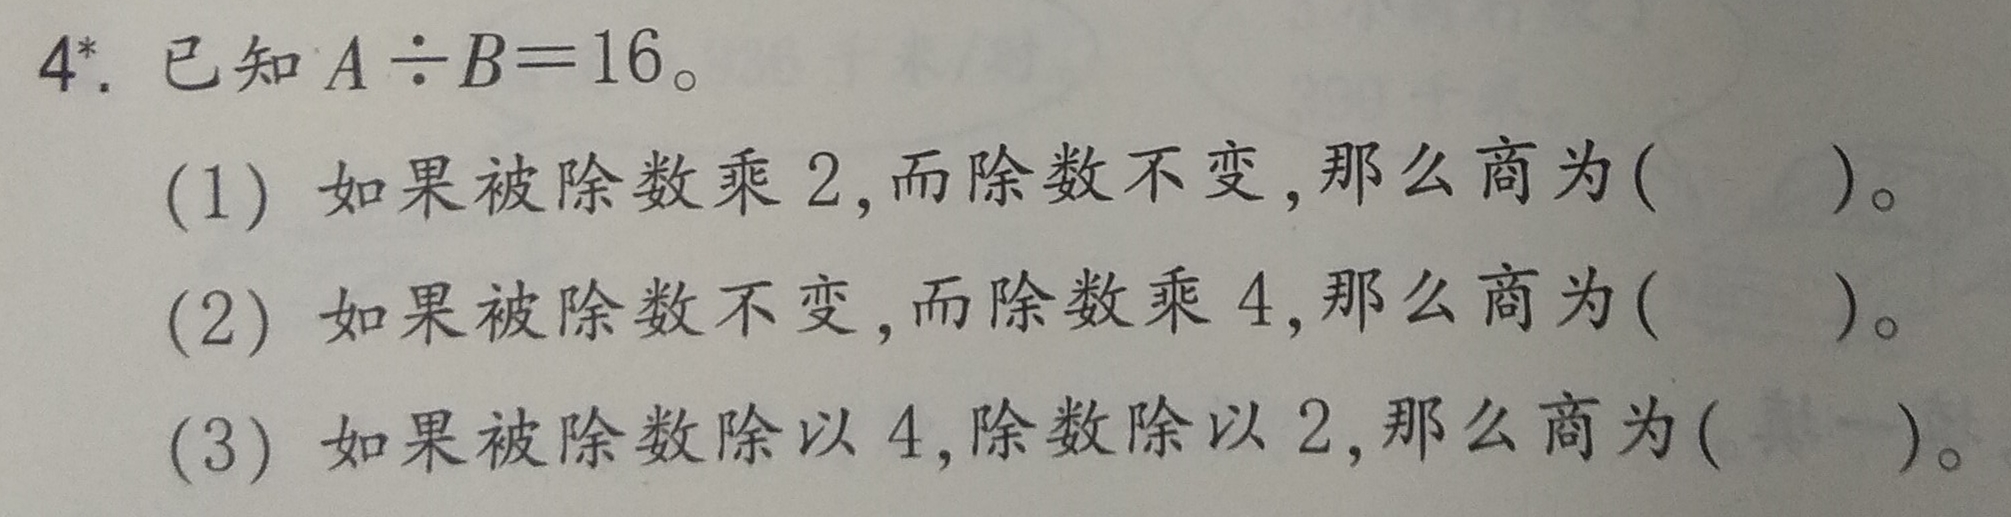 4*. 已知 A÷B=16。
(1) 如果被除数乘 2,而除数不变,那么商为(    )。
(2) 如果被除数不变,而除数乘 4,那么商为(    )。
(3) 如果被除数除以 4,除数除以 2,那么商为(    )。